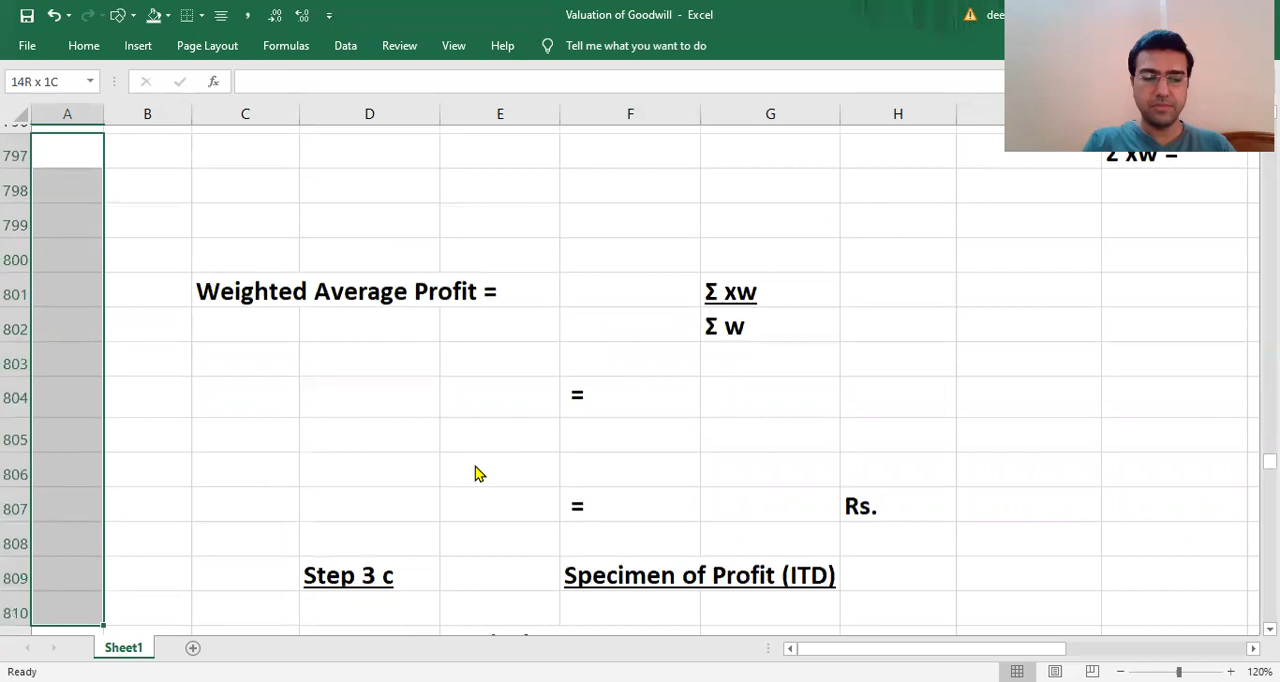 Valuation of Goodwill - Excel
dee
File Home Insert Page Layout Formulas Data Review View Help Tell me what you want to do
14R x 1C fx
A B C D E F G H
797 Σ xw =
798
799
800
801 Weighted Average Profit = Σ xw
802 Σ w
803
804 =
805
806
807 = Rs.
808
809 Step 3 c Specimen of Profit (ITD)
810
Sheet1
Ready 120%